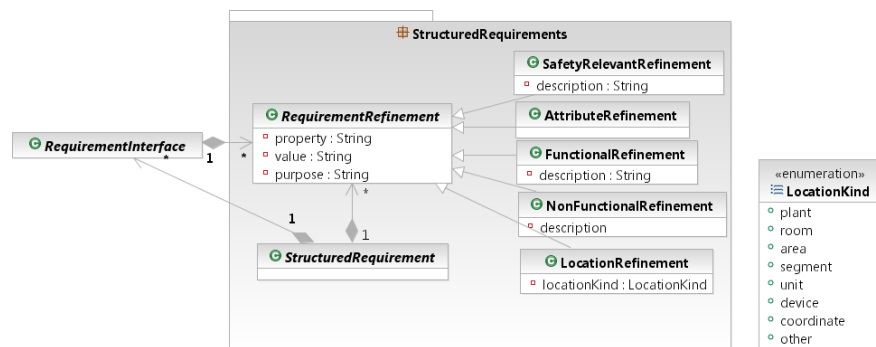 StructuredRequirements
SafetyRelevantRefinement
description : String
RequirementRefinement
property : String
value : String
purpose : String
AttributeRefinement
RequirementInterface
1
*
*
FunctionalRefinement
description : String
NonFunctionalRefinement
description
*
1
1
StructuredRequirement
LocationRefinement
locationKind : LocationKind
«enumeration»
LocationKind
plant
room
area
segment
unit
device
coordinate
other